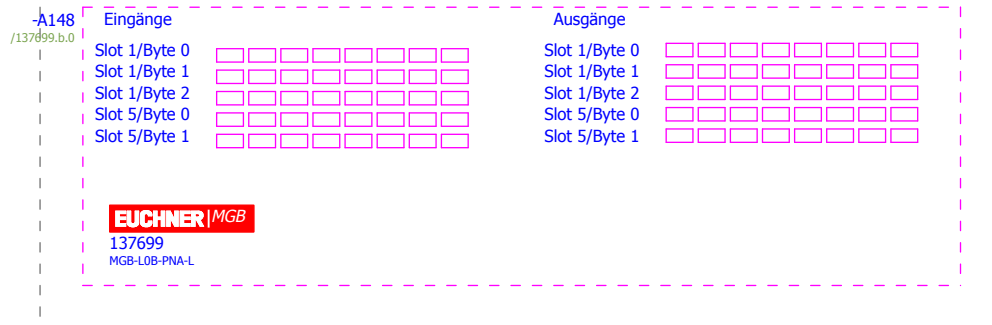 -A148
/137699.b.0
Eingänge
Ausgänge
Slot 1/Byte 0
Slot 1/Byte 1
Slot 1/Byte 2
Slot 5/Byte 0
Slot 5/Byte 1
Slot 1/Byte 0
Slot 1/Byte 1
Slot 1/Byte 2
Slot 5/Byte 0
Slot 5/Byte 1
EUCHNER|MGB
137699
MGB-L0B-PNA-L